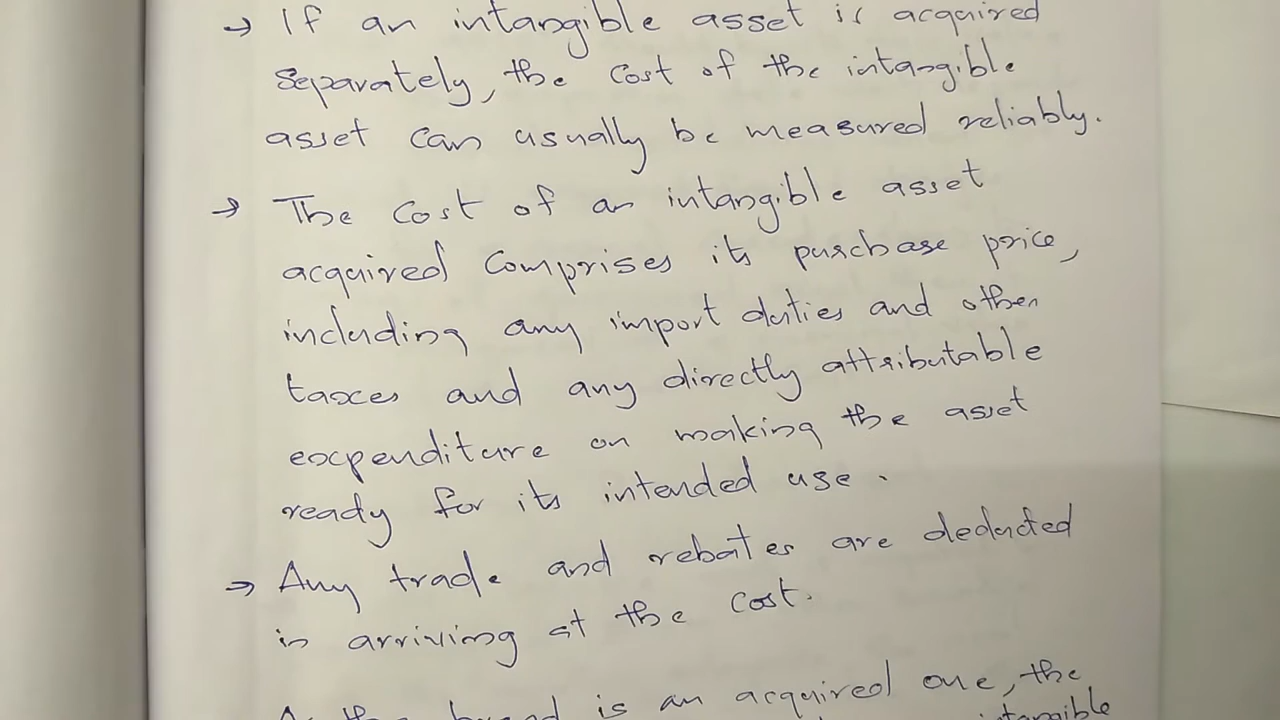 → If an intangible asset is acquired
separately, the cost of the intangible
asset can usually be measured reliably.
→ The cost of an intangible asset
acquired comprises its purchase price,
including any import duties and other
taxes and any directly attributable
expenditure on making the asset
ready for its intended use.
→ Any trade and rebates are deducted
in arriving at the cost.
is an acquired one, the
intangible